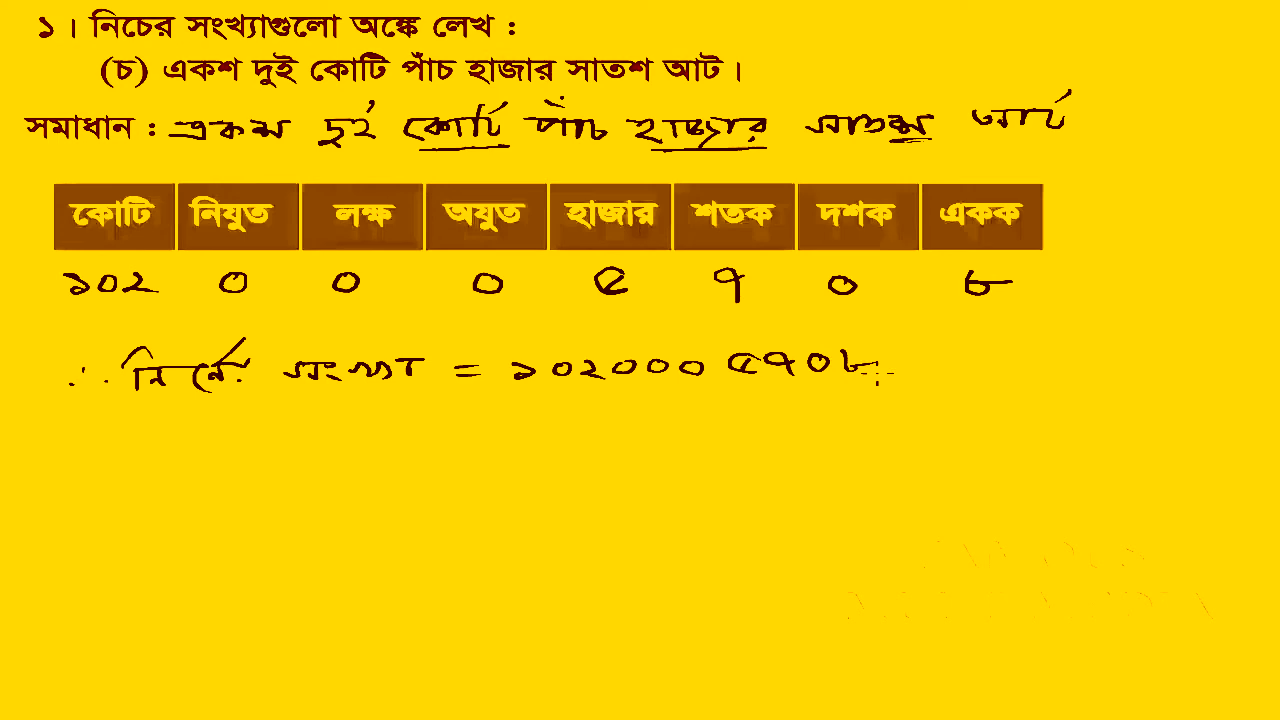 ১। নিচের সংখ্যাগুলো অঙ্কে লেখ :
(চ) একশ দুই কোটি পাঁচ হাজার সাতশ আট।
সমাধান : একশ দুই কোটি পাঁচ হাজার সাতশ আট
কোটি নিযুত লক্ষ অযুত হাজার শতক দশক একক
১০২ ০ ০ ০ ৫ ৭ ০ ৮
∴ নির্ণেয় সংখ্যা = ১০২০০০৫৭০৮